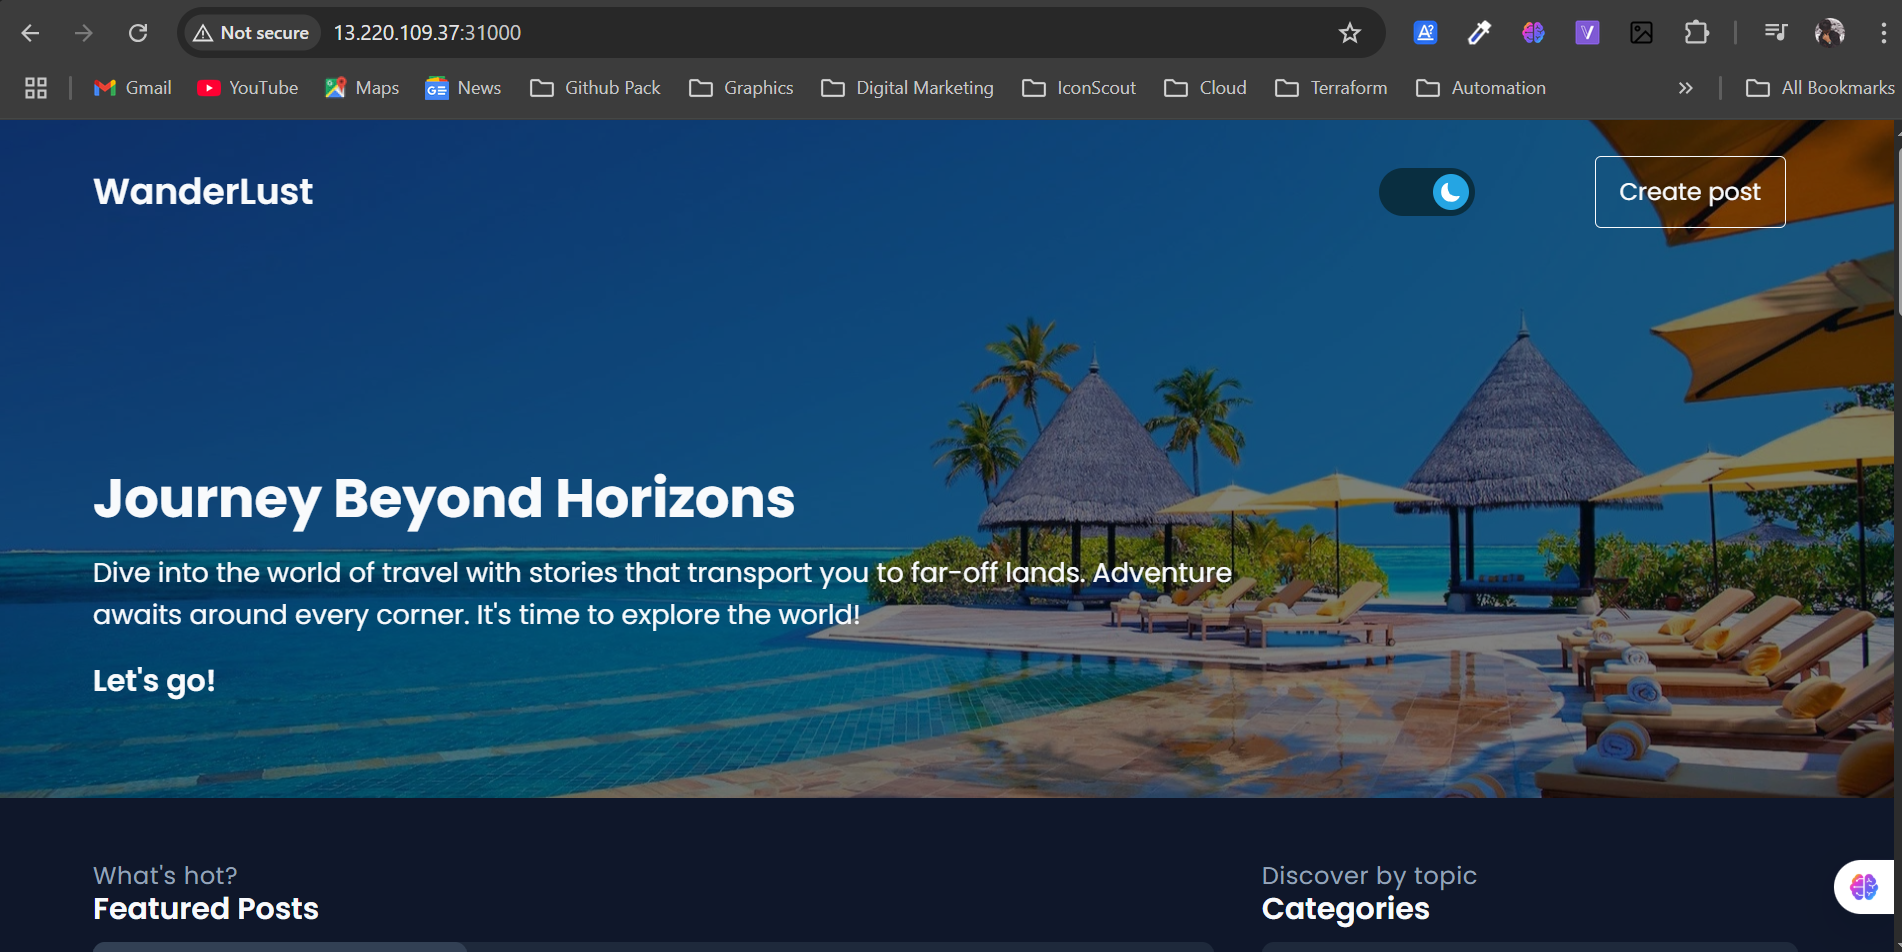 Not secure
13.220.109.37:31000
Gmail
YouTube
Maps
News
Github Pack
Graphics
Digital Marketing
IconScout
Cloud
Terraform
Automation
All Bookmarks
WanderLust
Create post
Journey Beyond Horizons
Dive into the world of travel with stories that transport you to far-off lands. Adventure
awaits around every corner. It's time to explore the world!
Let's go!
What's hot?
Featured Posts
Discover by topic
Categories